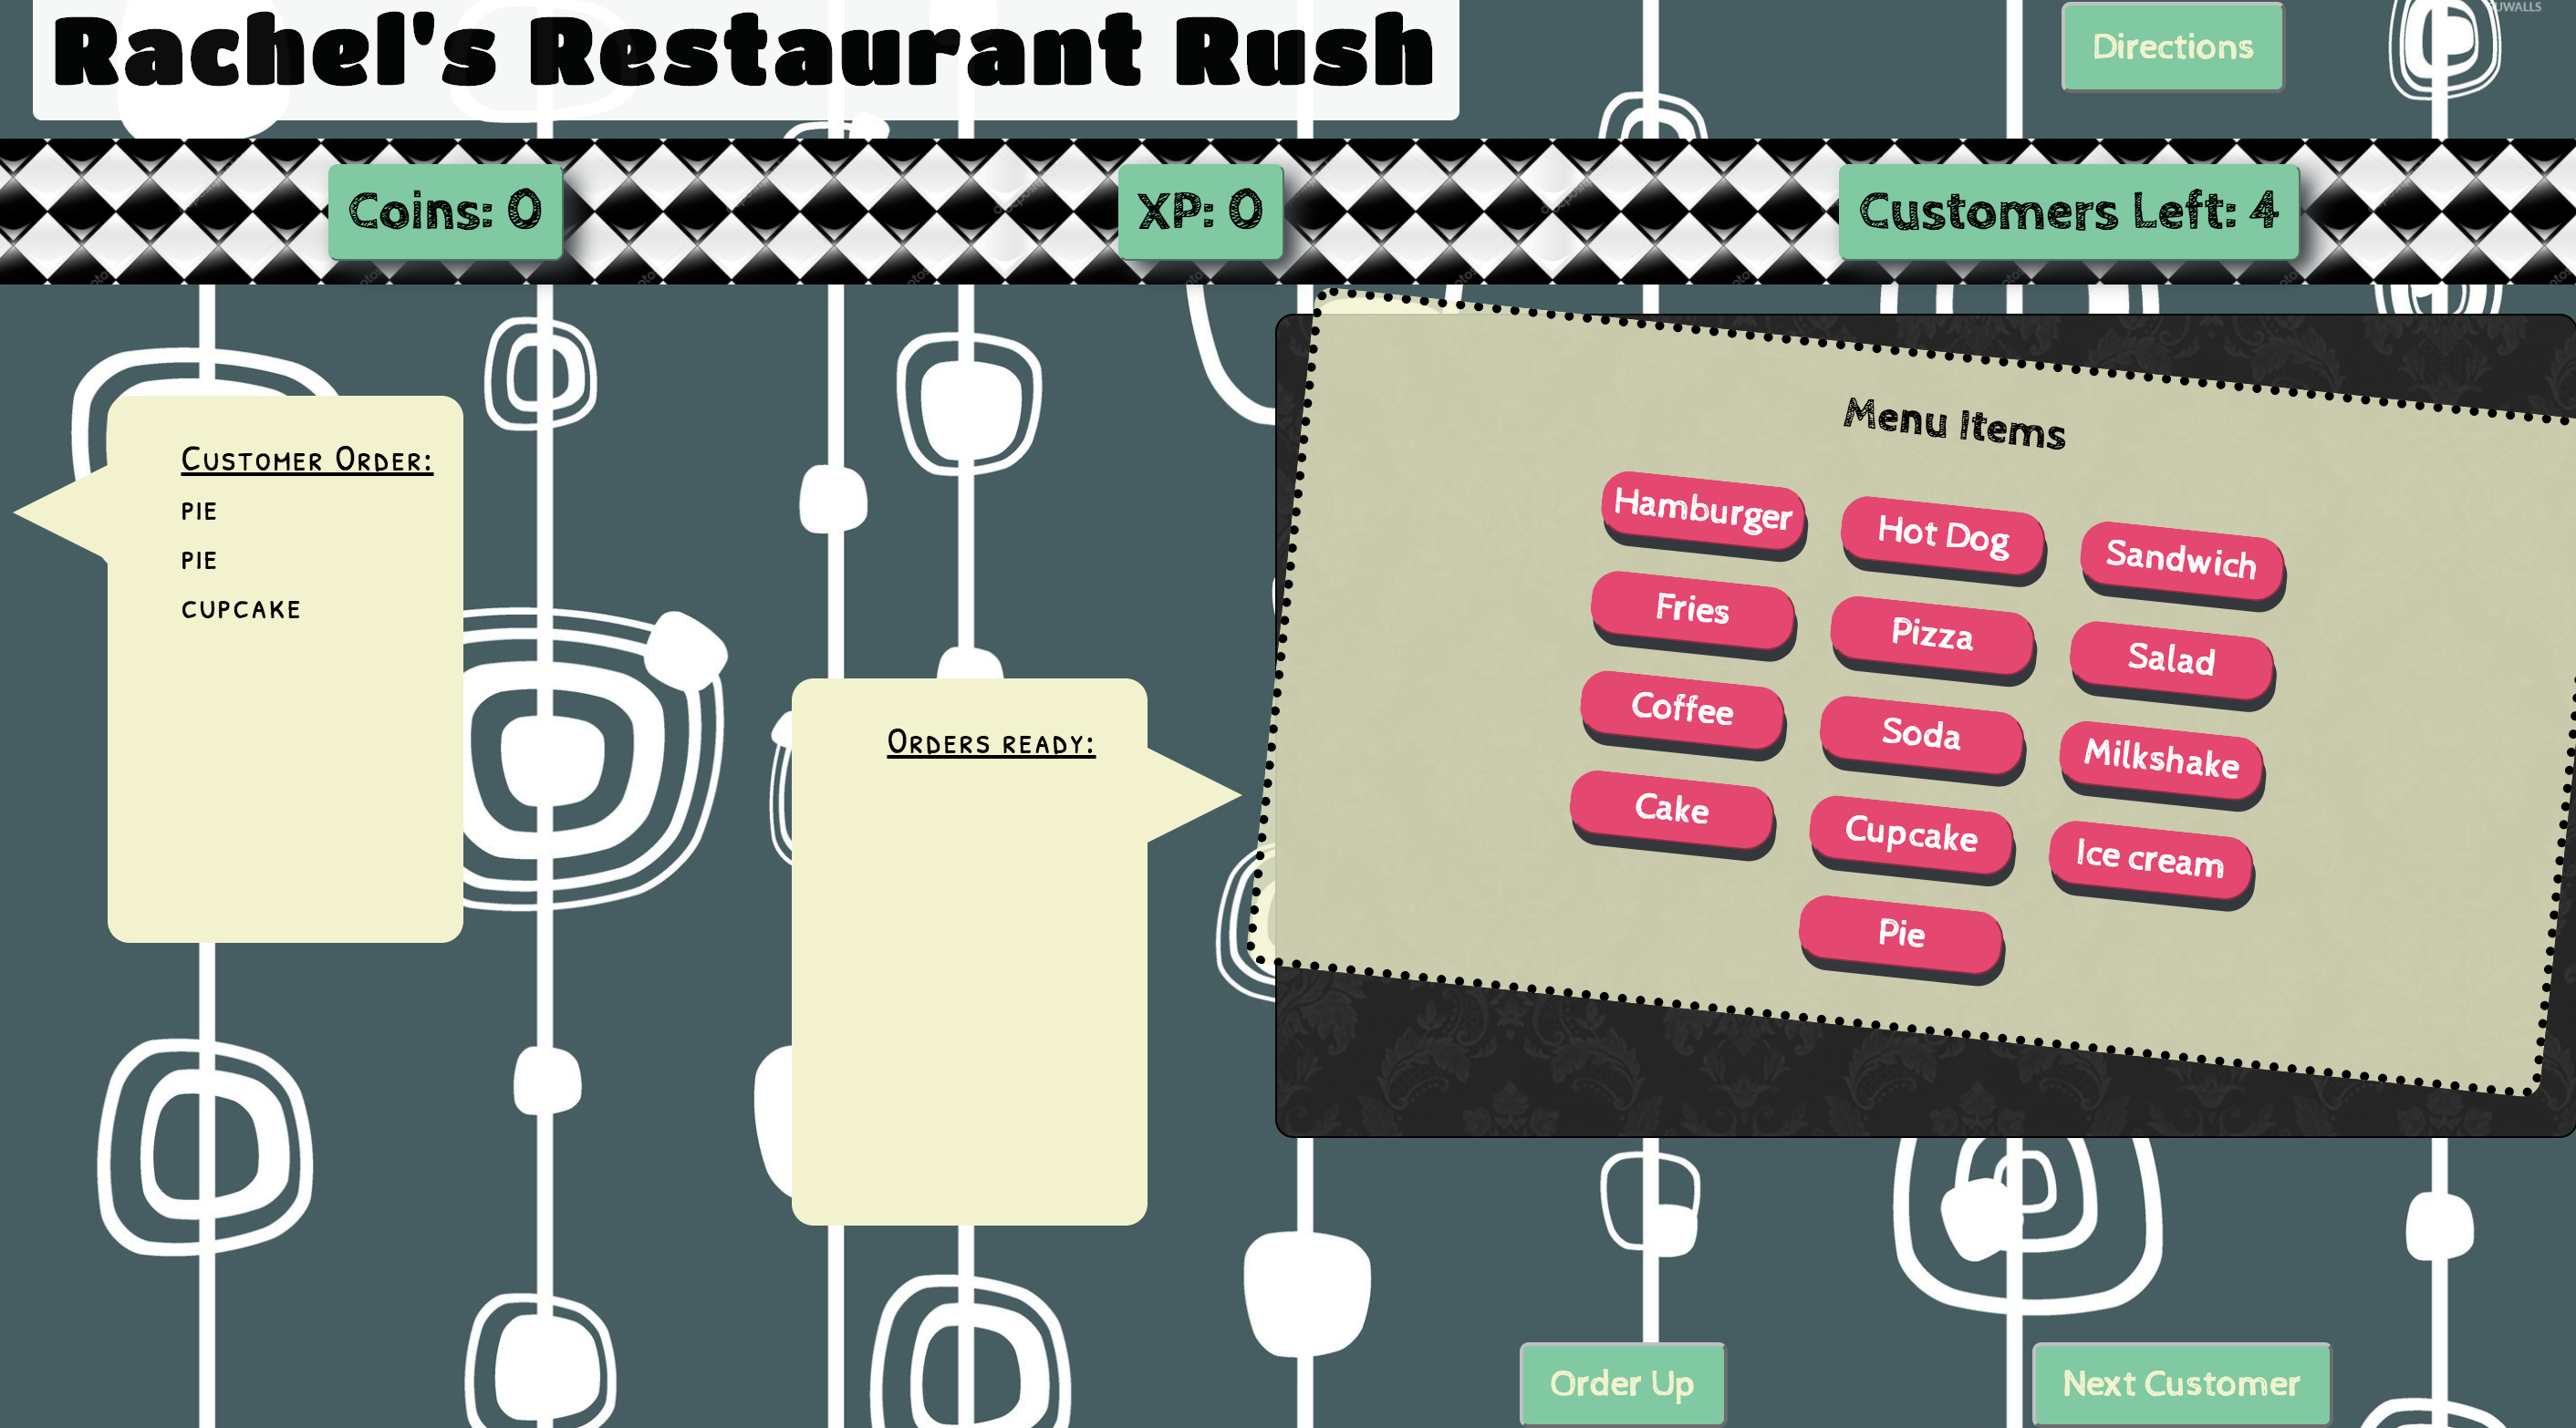 Rachel's Restaurant Rush
Directions
Coins: 0
XP: 0
Customers Left: 4
Customer Order:
pie
pie
cupcake
Orders ready:
Menu Items
Hamburger
Hot Dog
Sandwich
Fries
Pizza
Salad
Coffee
Soda
Milkshake
Cake
Cupcake
Ice cream
Pie
Order Up
Next Customer